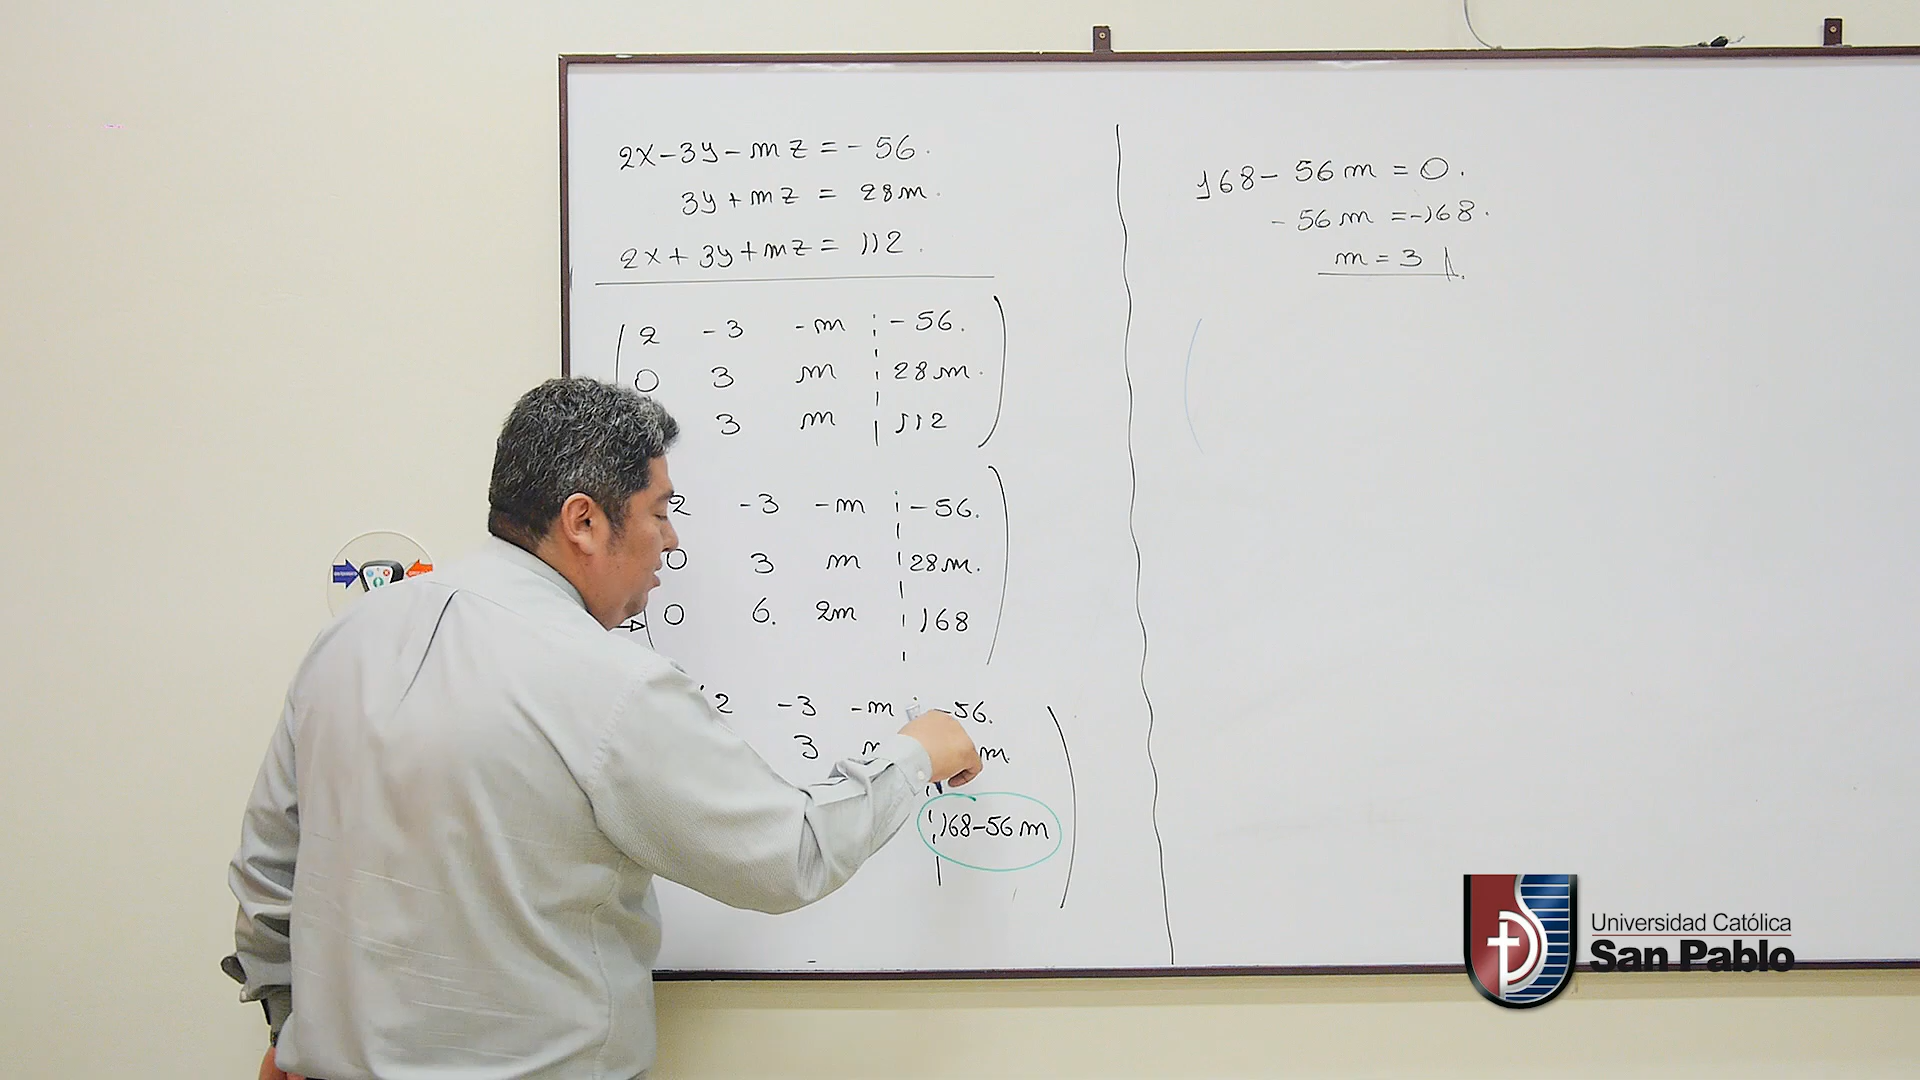 2x-3y-mz=-56.
3y+mz = 28m.
2x+3y+mz= 112.
2 -3 -m -56.
0 3 m 28m.
3 m 112
2 -3 -m -56.
0 3 m 28m.
0 6. 2m 168
2 -3 -m -56.
3 m.
168-56m
168-56m=0.
-56m=-168.
m=3
Universidad Católica
San Pablo